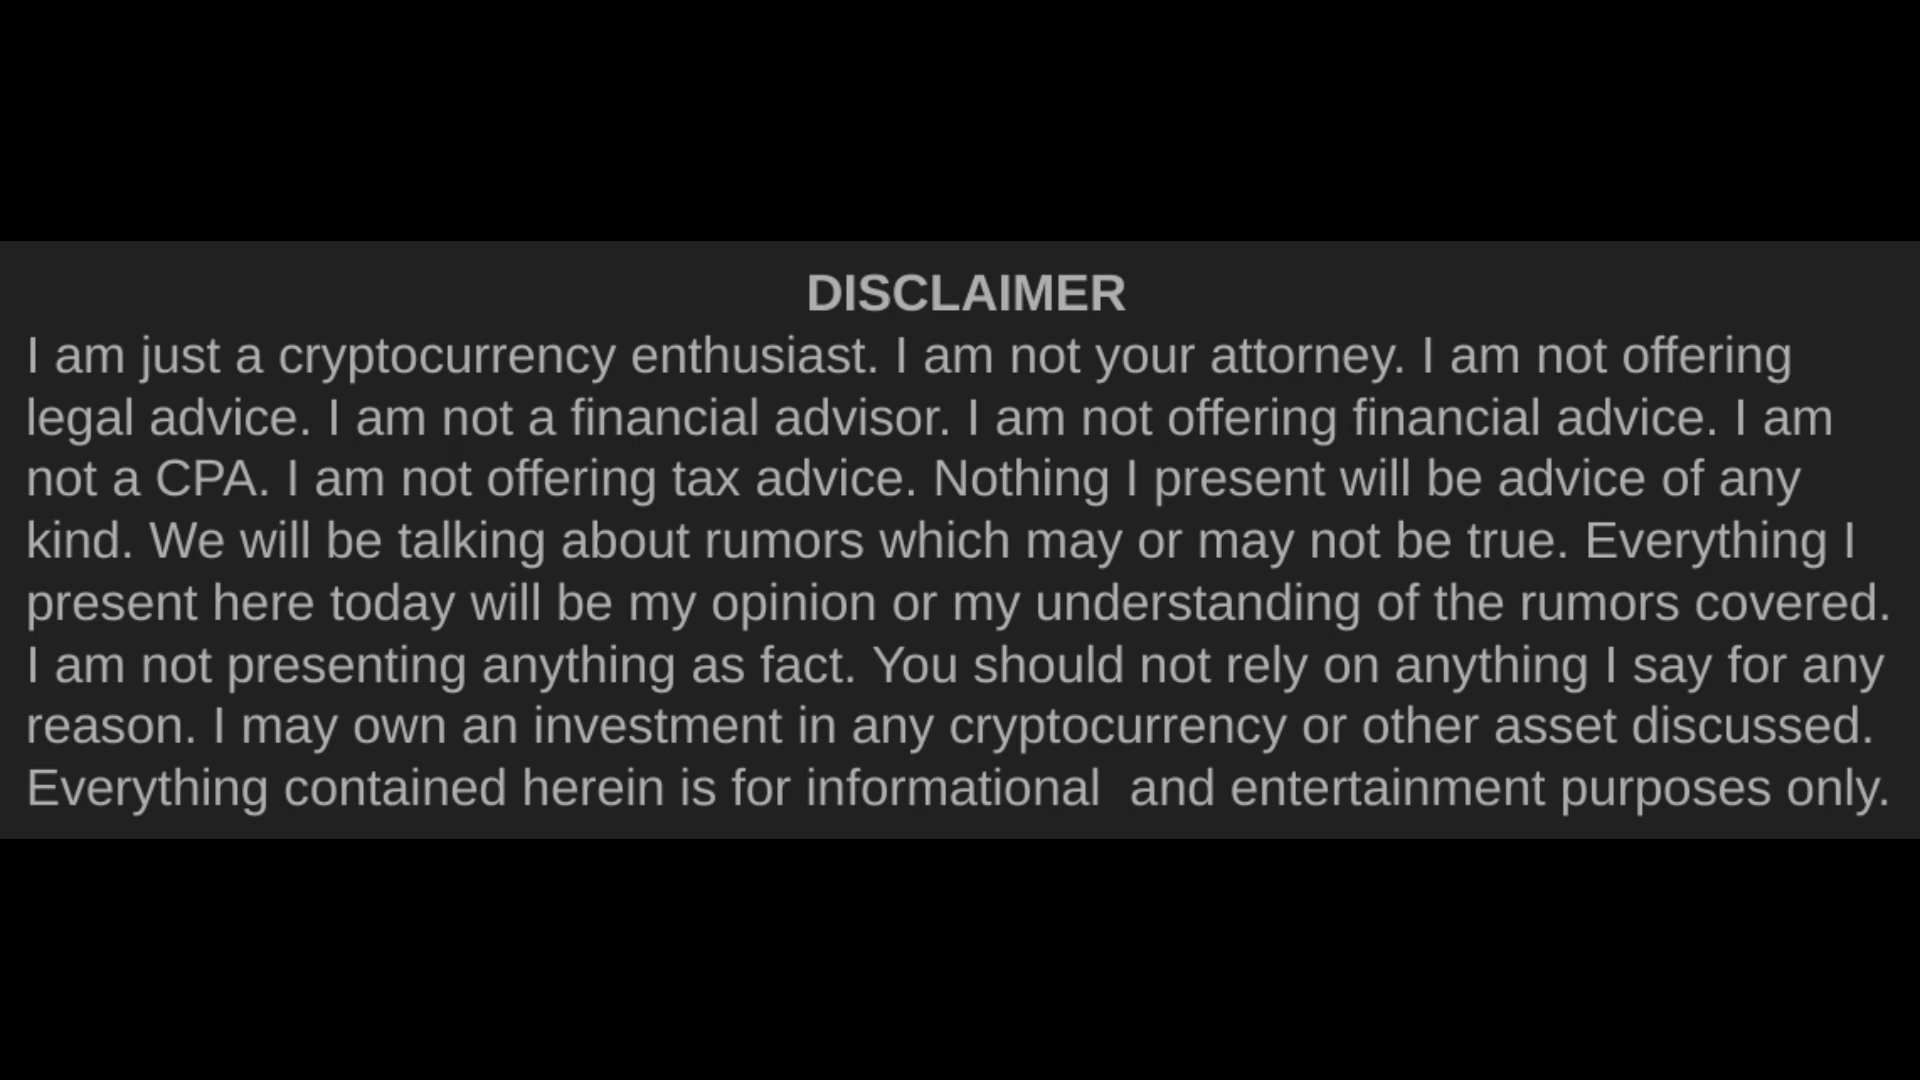 DISCLAIMER
I am just a cryptocurrency enthusiast. I am not your attorney. I am not offering
legal advice. I am not a financial advisor. I am not offering financial advice. I am
not a CPA. I am not offering tax advice. Nothing I present will be advice of any
kind. We will be talking about rumors which may or may not be true. Everything I
present here today will be my opinion or my understanding of the rumors covered.
I am not presenting anything as fact. You should not rely on anything I say for any
reason. I may own an investment in any cryptocurrency or other asset discussed.
Everything contained herein is for informational  and entertainment purposes only.